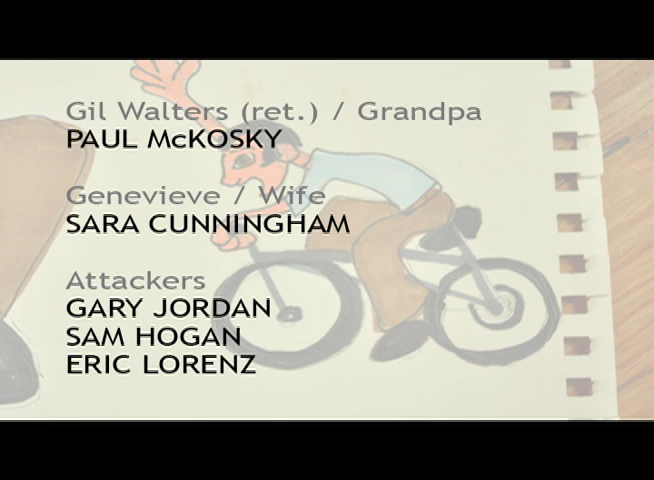 Gil Walters (ret.) / Grandpa
PAUL McKOSKY
Genevieve / Wife
SARA CUNNINGHAM
Attackers
GARY JORDAN
SAM HOGAN
ERIC LORENZ